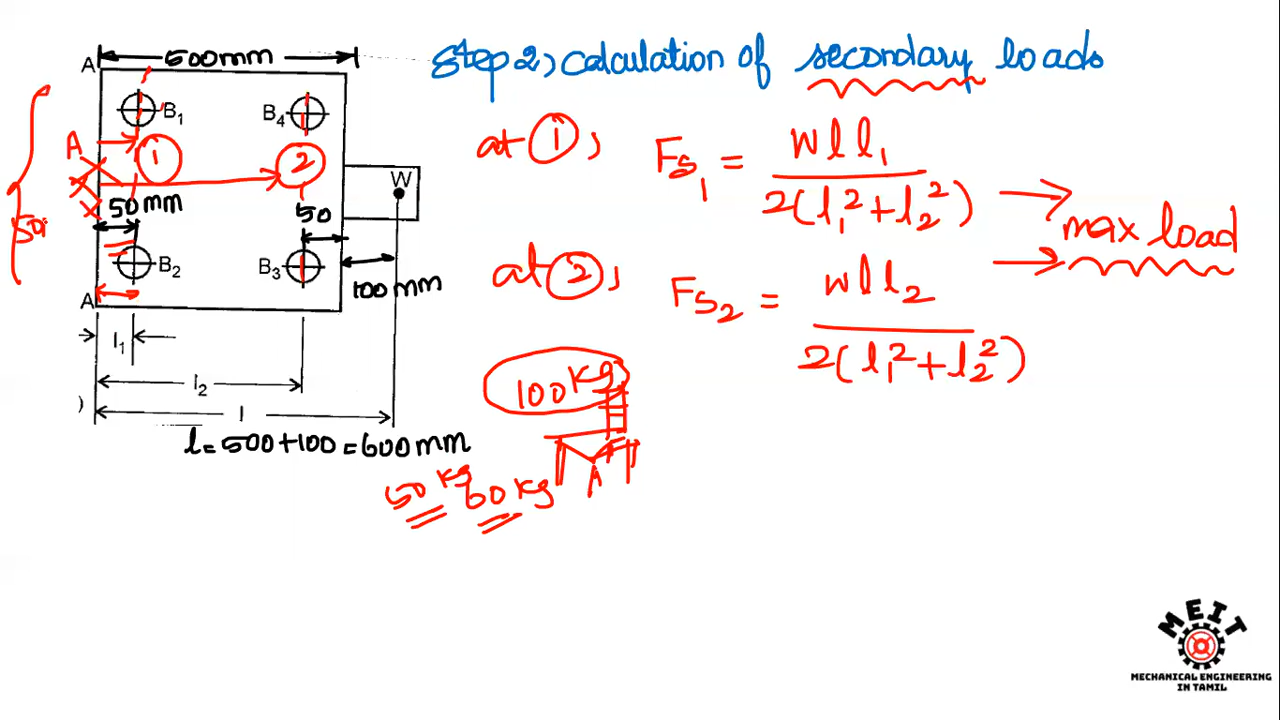 500mm
Step 2, calculation of secondary loads
A
B1
B4
A
1
2
at 1,
Fs1 = W l l1 / 2(l1² + l2²)
max load
W
50 mm
50
B2
B3
100 mm
A
at 2,
Fs2 = W l l2 / 2(l1² + l2²)
l1
l2
l
)
100 kg
l = 500+100 = 600 mm
50 kg 60 kg
A
MEIT
MECHANICAL ENGINEERING
IN TAMIL